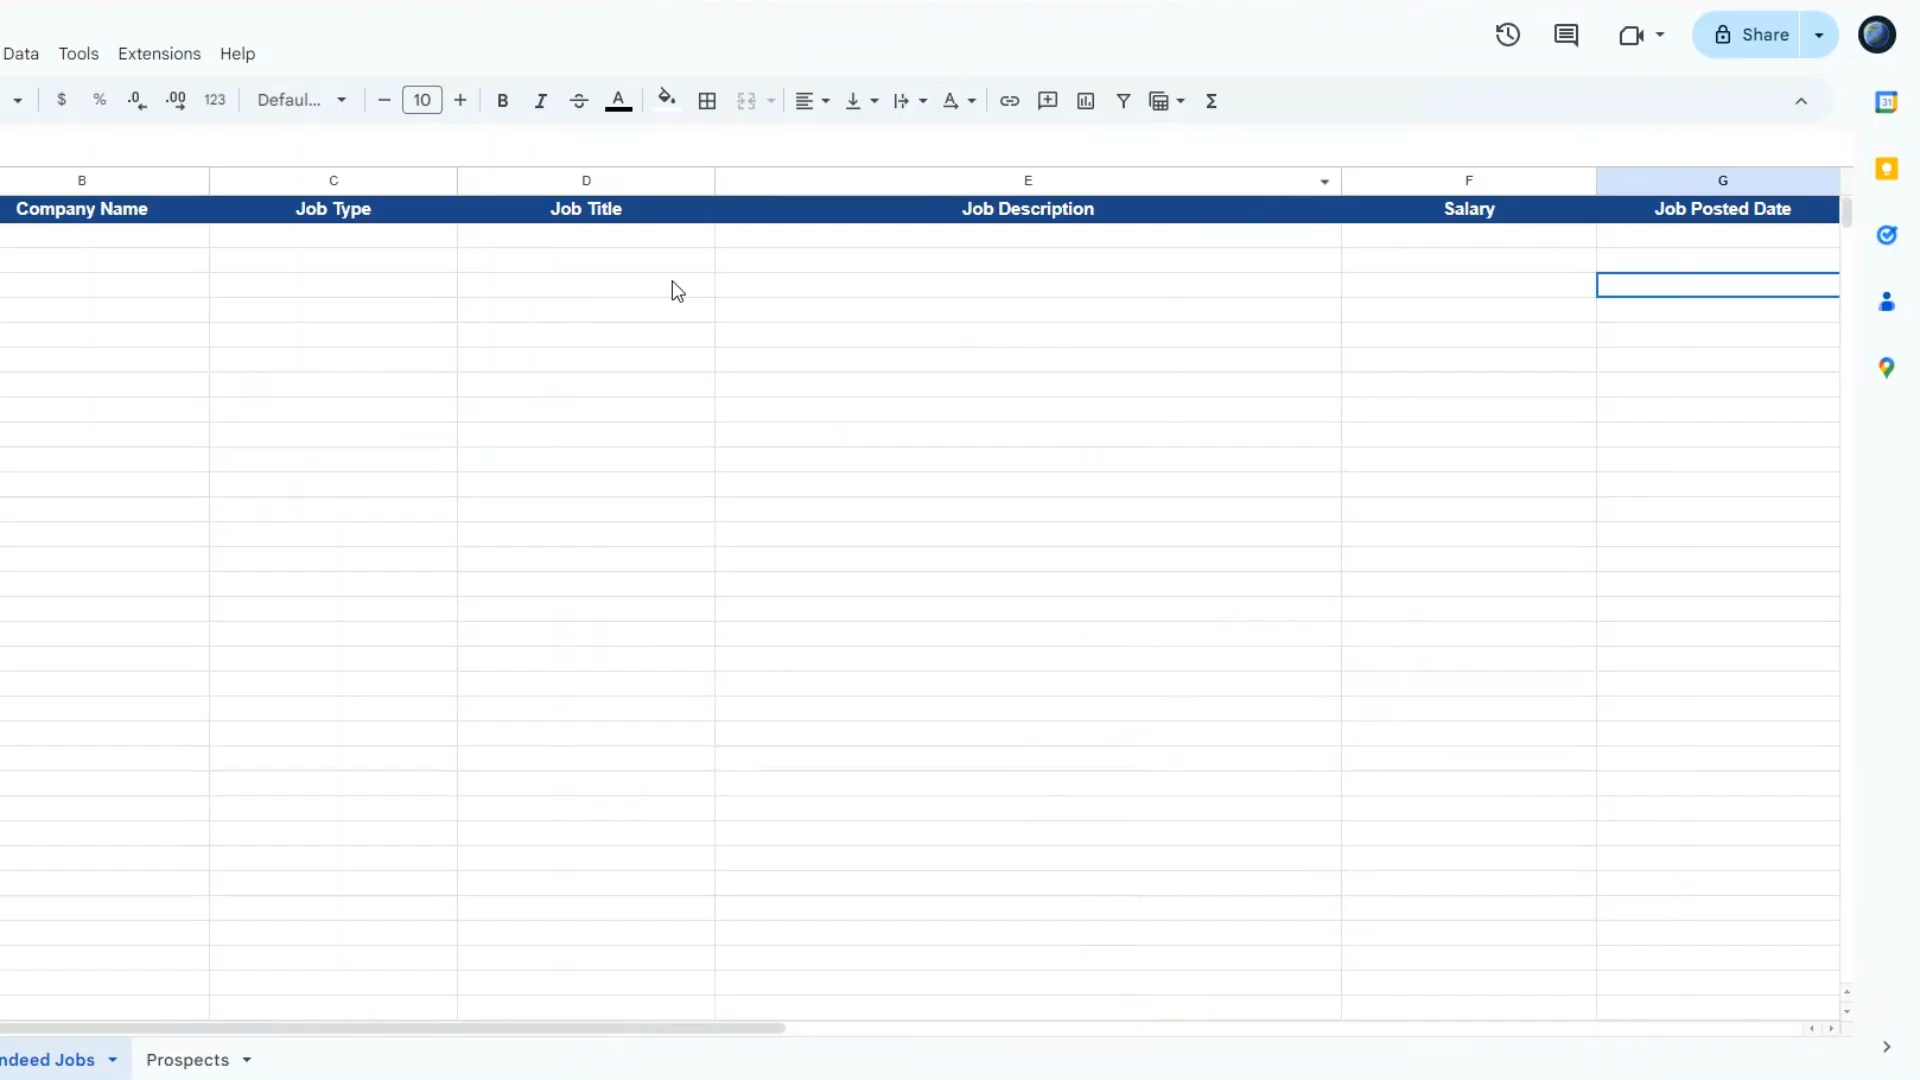 Share
Data Tools Extensions Help
$ % .0 .00 123 Defaul... 10 B I S A A Σ
31
B C D E F G
Company Name Job Type Job Title Job Description Salary Job Posted Date
ndeed Jobs Prospects